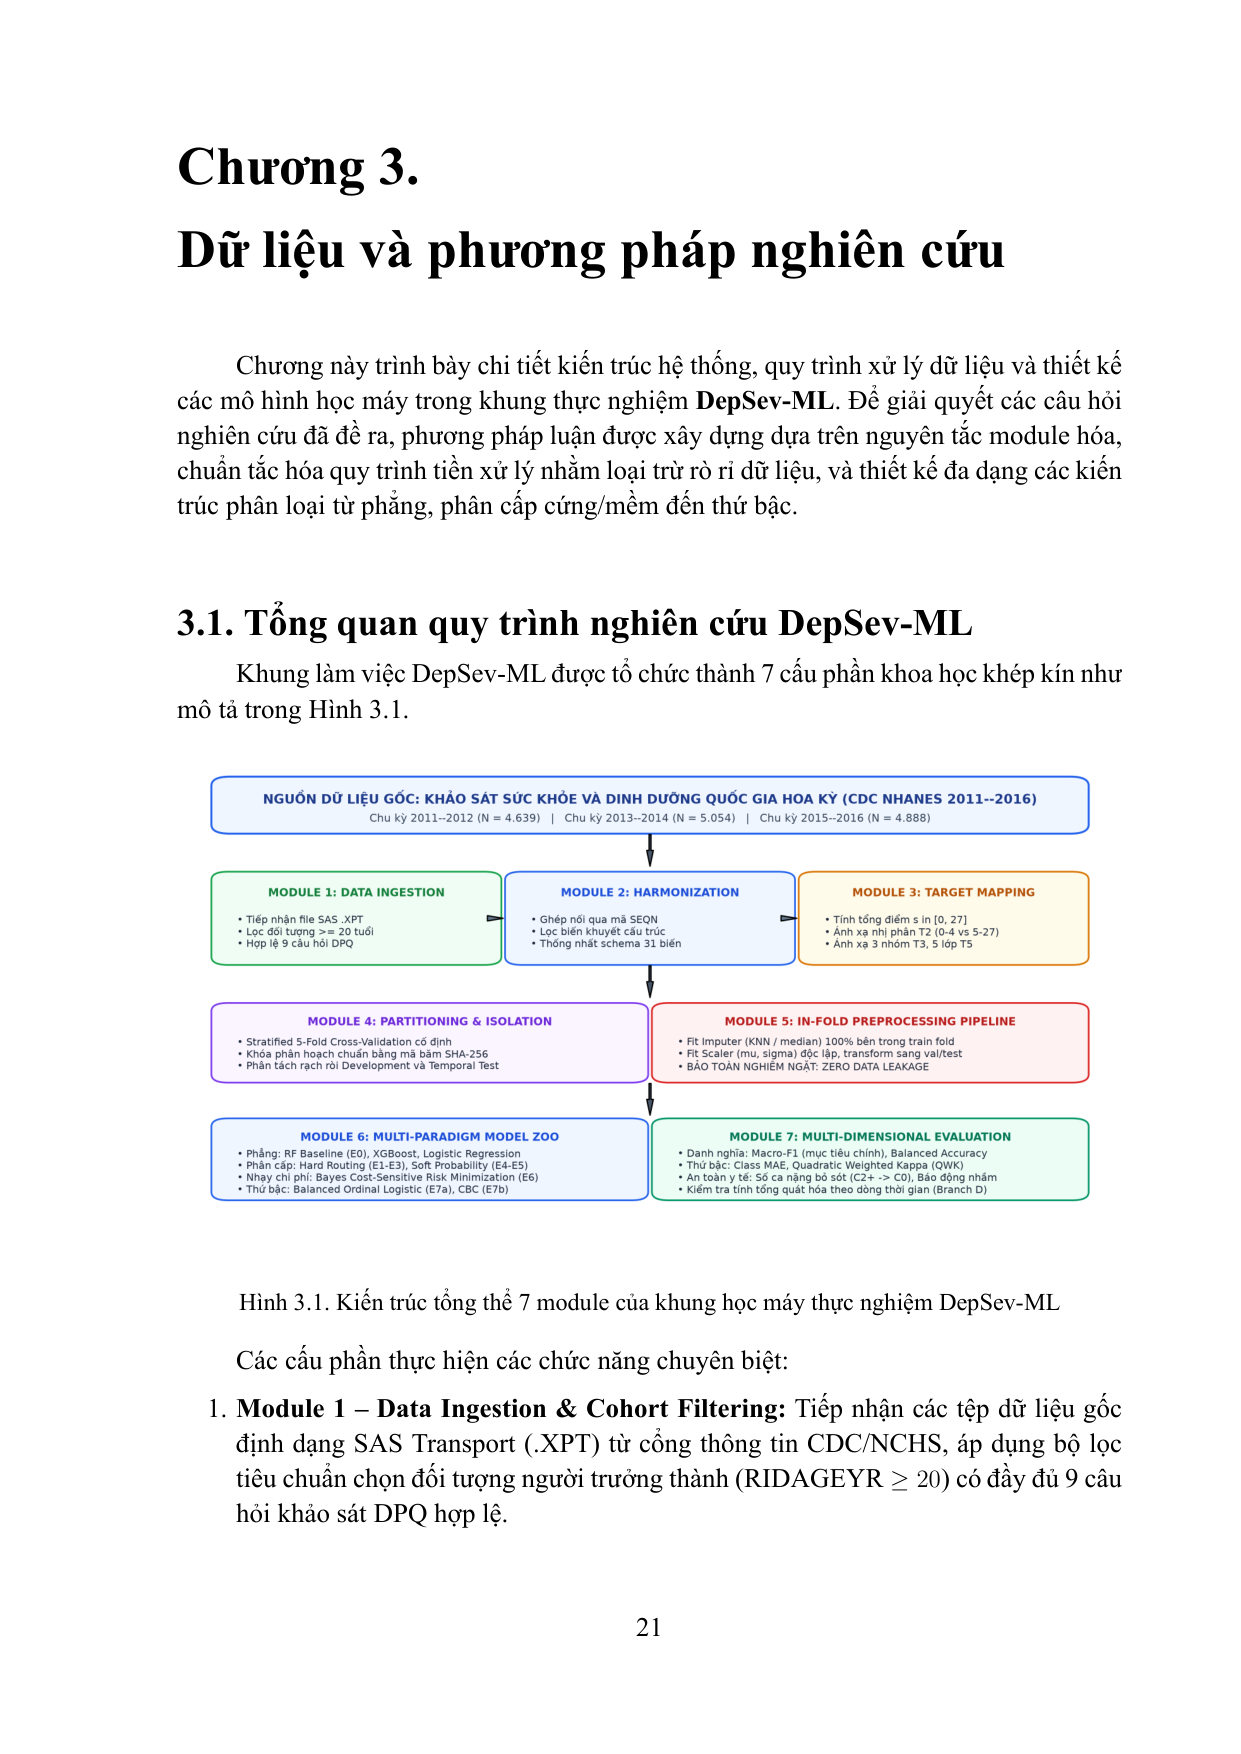 Chương 3.
Dữ liệu và phương pháp nghiên cứu
Chương này trình bày chi tiết kiến trúc hệ thống, quy trình xử lý dữ liệu và thiết kế
các mô hình học máy trong khung thực nghiệm DepSev-ML. Để giải quyết các câu hỏi
nghiên cứu đã đề ra, phương pháp luận được xây dựng dựa trên nguyên tắc module hóa,
chuẩn tắc hóa quy trình tiền xử lý nhằm loại trừ rò rỉ dữ liệu, và thiết kế đa dạng các kiến
trúc phân loại từ phẳng, phân cấp cứng/mềm đến thứ bậc.
3.1. Tổng quan quy trình nghiên cứu DepSev-ML
Khung làm việc DepSev-ML được tổ chức thành 7 cấu phần khoa học khép kín như
mô tả trong Hình 3.1.
NGUỒN DỮ LIỆU GỐC: KHẢO SÁT SỨC KHỎE VÀ DINH DƯỠNG QUỐC GIA HOA KỲ (CDC NHANES 2011--2016)
Chu kỳ 2011--2012 (N = 4.639) | Chu kỳ 2013--2014 (N = 5.054) | Chu kỳ 2015--2016 (N = 4.888)
MODULE 1: DATA INGESTION
• Tiếp nhận file SAS .XPT
• Lọc đối tượng >= 20 tuổi
• Hợp lệ 9 câu hỏi DPQ
MODULE 2: HARMONIZATION
• Ghép nối qua mã SEQN
• Lọc biến khuyết cấu trúc
• Thống nhất schema 31 biến
MODULE 3: TARGET MAPPING
• Tính tổng điểm s in [0, 27]
• Ánh xạ nhị phân T2 (0-4 vs 5-27)
• Ánh xạ 3 nhóm T3, 5 lớp T5
MODULE 4: PARTITIONING & ISOLATION
• Stratified 5-Fold Cross-Validation cố định
• Khóa phân hoạch chuẩn bằng mã băm SHA-256
• Phân tách rạch ròi Development và Temporal Test
MODULE 5: IN-FOLD PREPROCESSING PIPELINE
• Fit Imputer (KNN / median) 100% bên trong train fold
• Fit Scaler (mu, sigma) độc lập, transform sang val/test
• BẢO TOÀN NGHIÊM NGẶT: ZERO DATA LEAKAGE
MODULE 6: MULTI-PARADIGM MODEL ZOO
• Phẳng: RF Baseline (E0), XGBoost, Logistic Regression
• Phân cấp: Hard Routing (E1-E3), Soft Probability (E4-E5)
• Nhạy chi phí: Bayes Cost-Sensitive Risk Minimization (E6)
• Thứ bậc: Balanced Ordinal Logistic (E7a), CBC (E7b)
MODULE 7: MULTI-DIMENSIONAL EVALUATION
• Danh nghĩa: Macro-F1 (mục tiêu chính), Balanced Accuracy
• Thứ bậc: Class MAE, Quadratic Weighted Kappa (QWK)
• An toàn y tế: Số ca nặng bỏ sót (C2+ -> C0), Báo động nhầm
• Kiểm tra tính tổng quát hóa theo dòng thời gian (Branch D)
Hình 3.1. Kiến trúc tổng thể 7 module của khung học máy thực nghiệm DepSev-ML
Các cấu phần thực hiện các chức năng chuyên biệt:
1. Module 1 – Data Ingestion & Cohort Filtering: Tiếp nhận các tệp dữ liệu gốc
định dạng SAS Transport (.XPT) từ cổng thông tin CDC/NCHS, áp dụng bộ lọc
tiêu chuẩn chọn đối tượng người trưởng thành (RIDAGEYR ≥ 20) có đầy đủ 9 câu
hỏi khảo sát DPQ hợp lệ.
21